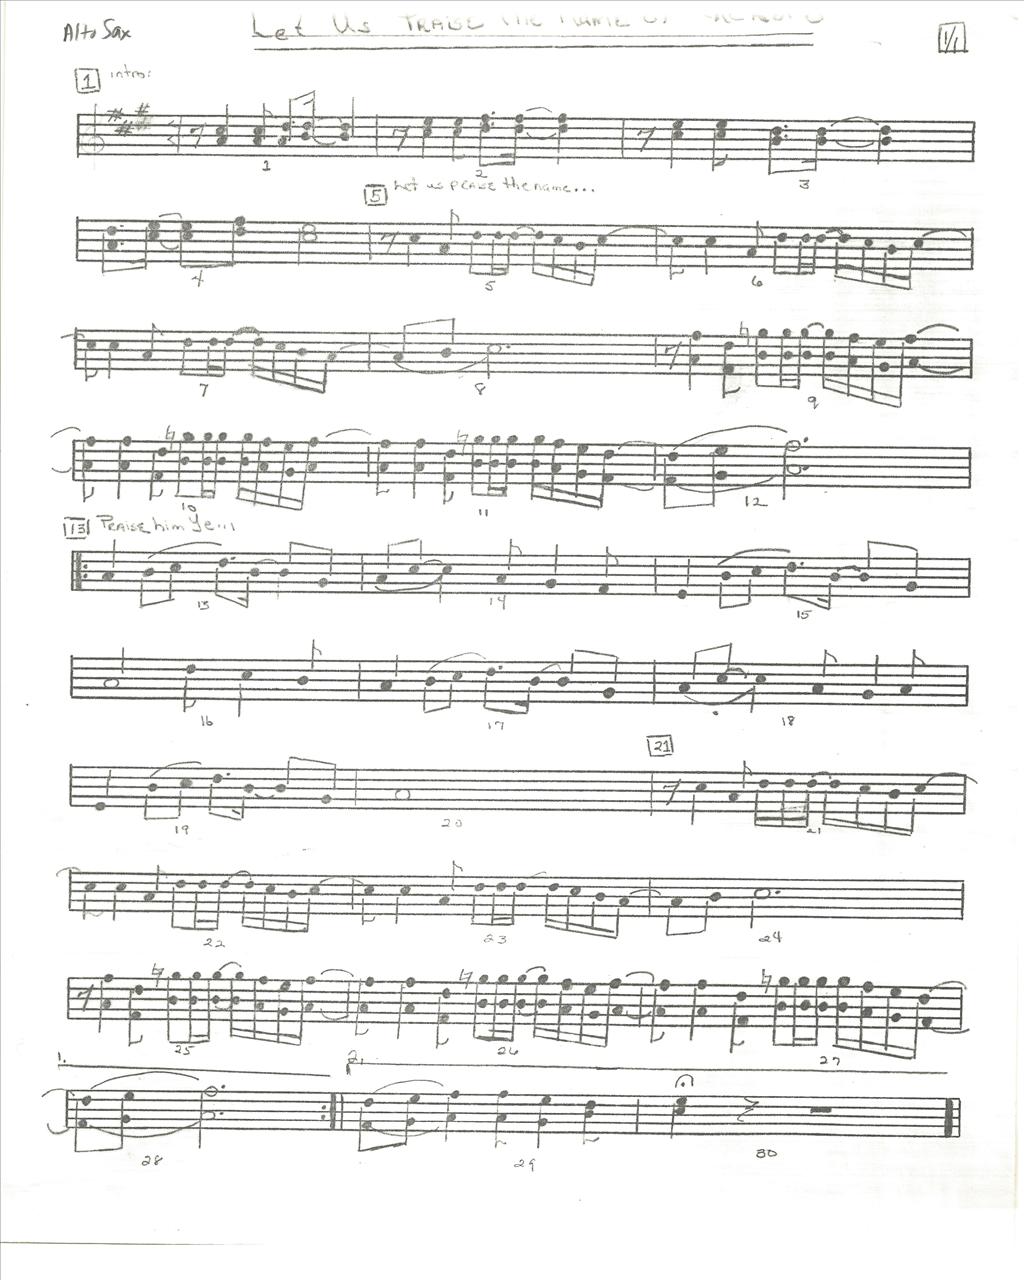 Alto Sax
Let Us Praise the Name of
1/1
1 intro:
1 2 3
5 Let us praise the name...
4 5 6
7 8 9
10 11 12
13 Praise him ye...
13 14 15
16 17 18
21
19 20 21
22 23 24
25 26 27
1. 2.
28 29 30